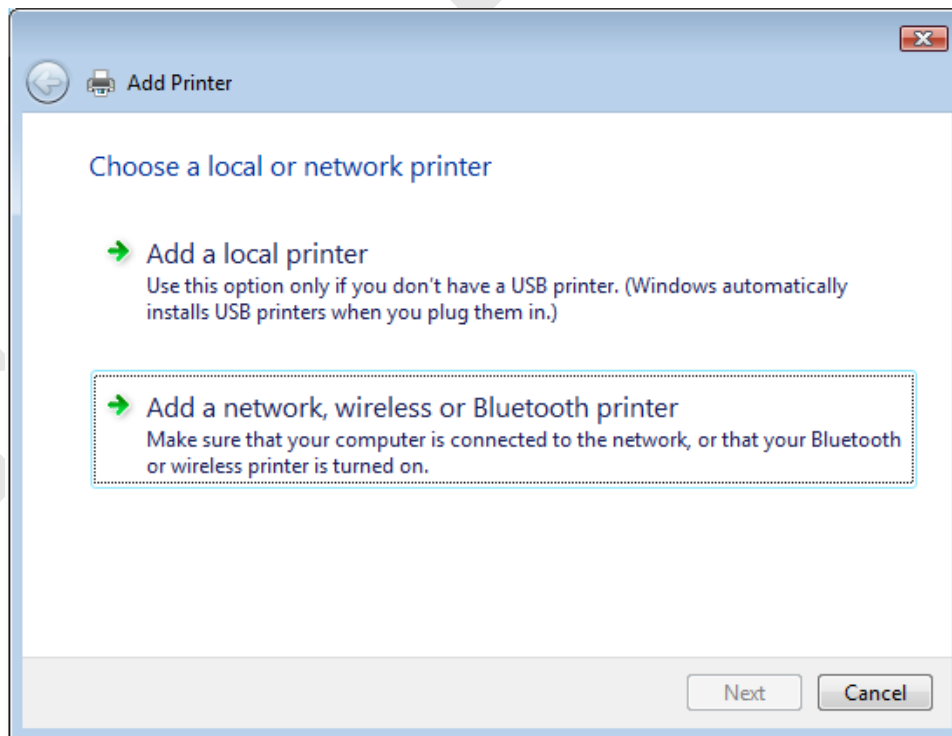 Add Printer
Choose a local or network printer
Add a local printer
Use this option only if you don't have a USB printer. (Windows automatically
installs USB printers when you plug them in.)
Add a network, wireless or Bluetooth printer
Make sure that your computer is connected to the network, or that your Bluetooth
or wireless printer is turned on.
Next
Cancel